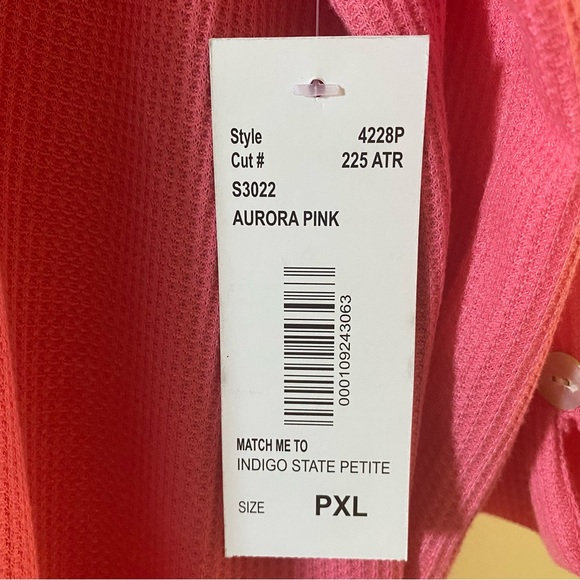 Style 4228P
Cut # 225 ATR
S3022
AURORA PINK
000109243063
MATCH ME TO
INDIGO STATE PETITE
SIZE PXL